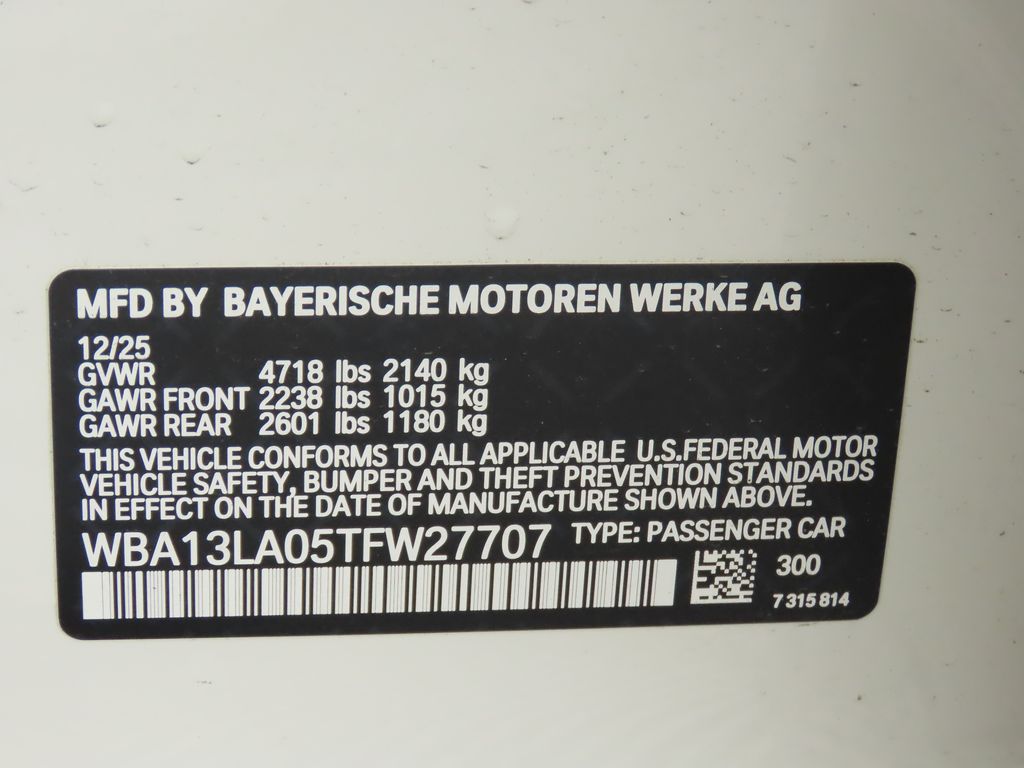 MFD BY BAYERISCHE MOTOREN WERKE AG
12/25
GVWR 4718 lbs 2140 kg
GAWR FRONT 2238 lbs 1015 kg
GAWR REAR 2601 lbs 1180 kg
THIS VEHICLE CONFORMS TO ALL APPLICABLE U.S.FEDERAL MOTOR
VEHICLE SAFETY, BUMPER AND THEFT PREVENTION STANDARDS
IN EFFECT ON THE DATE OF MANUFACTURE SHOWN ABOVE.
WBA13LA05TFW27707 TYPE: PASSENGER CAR
300
7 315 814